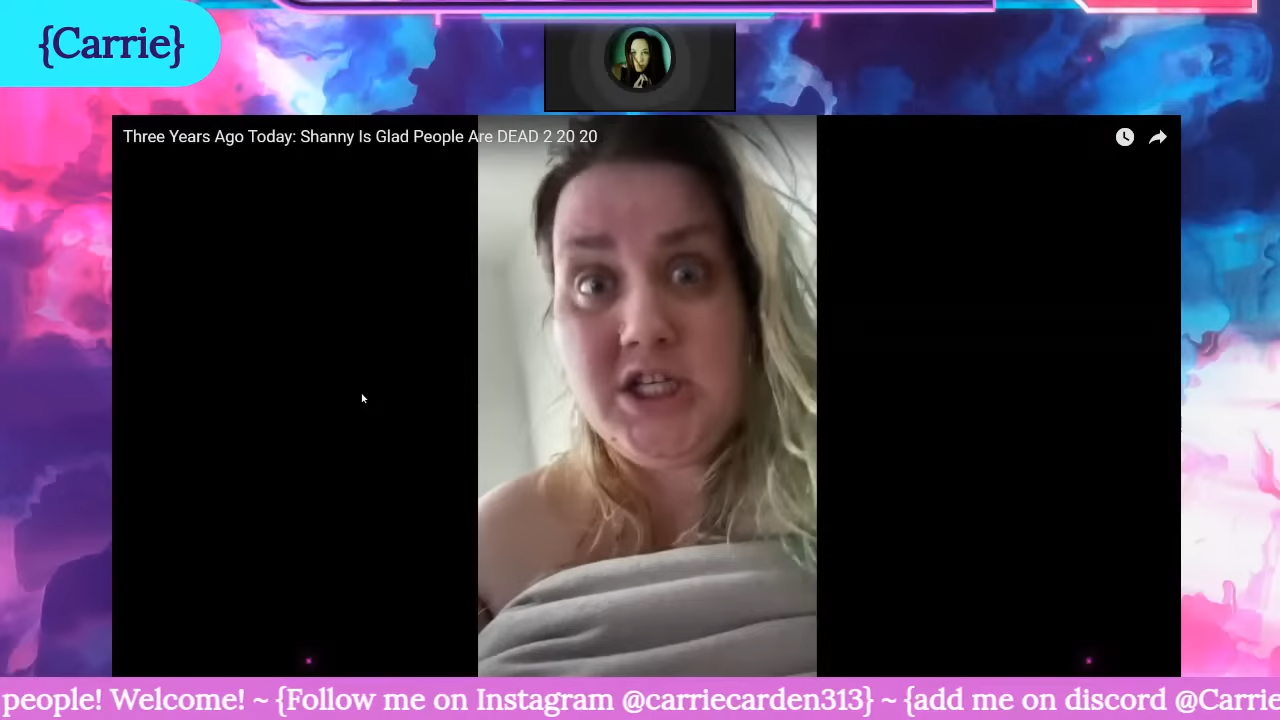 {Carrie}
Three Years Ago Today: Shanny Is Glad People Are DEAD 2 20 20
people! Welcome! ~ {Follow me on Instagram @carriecarden313} ~ {add me on discord @Carrie